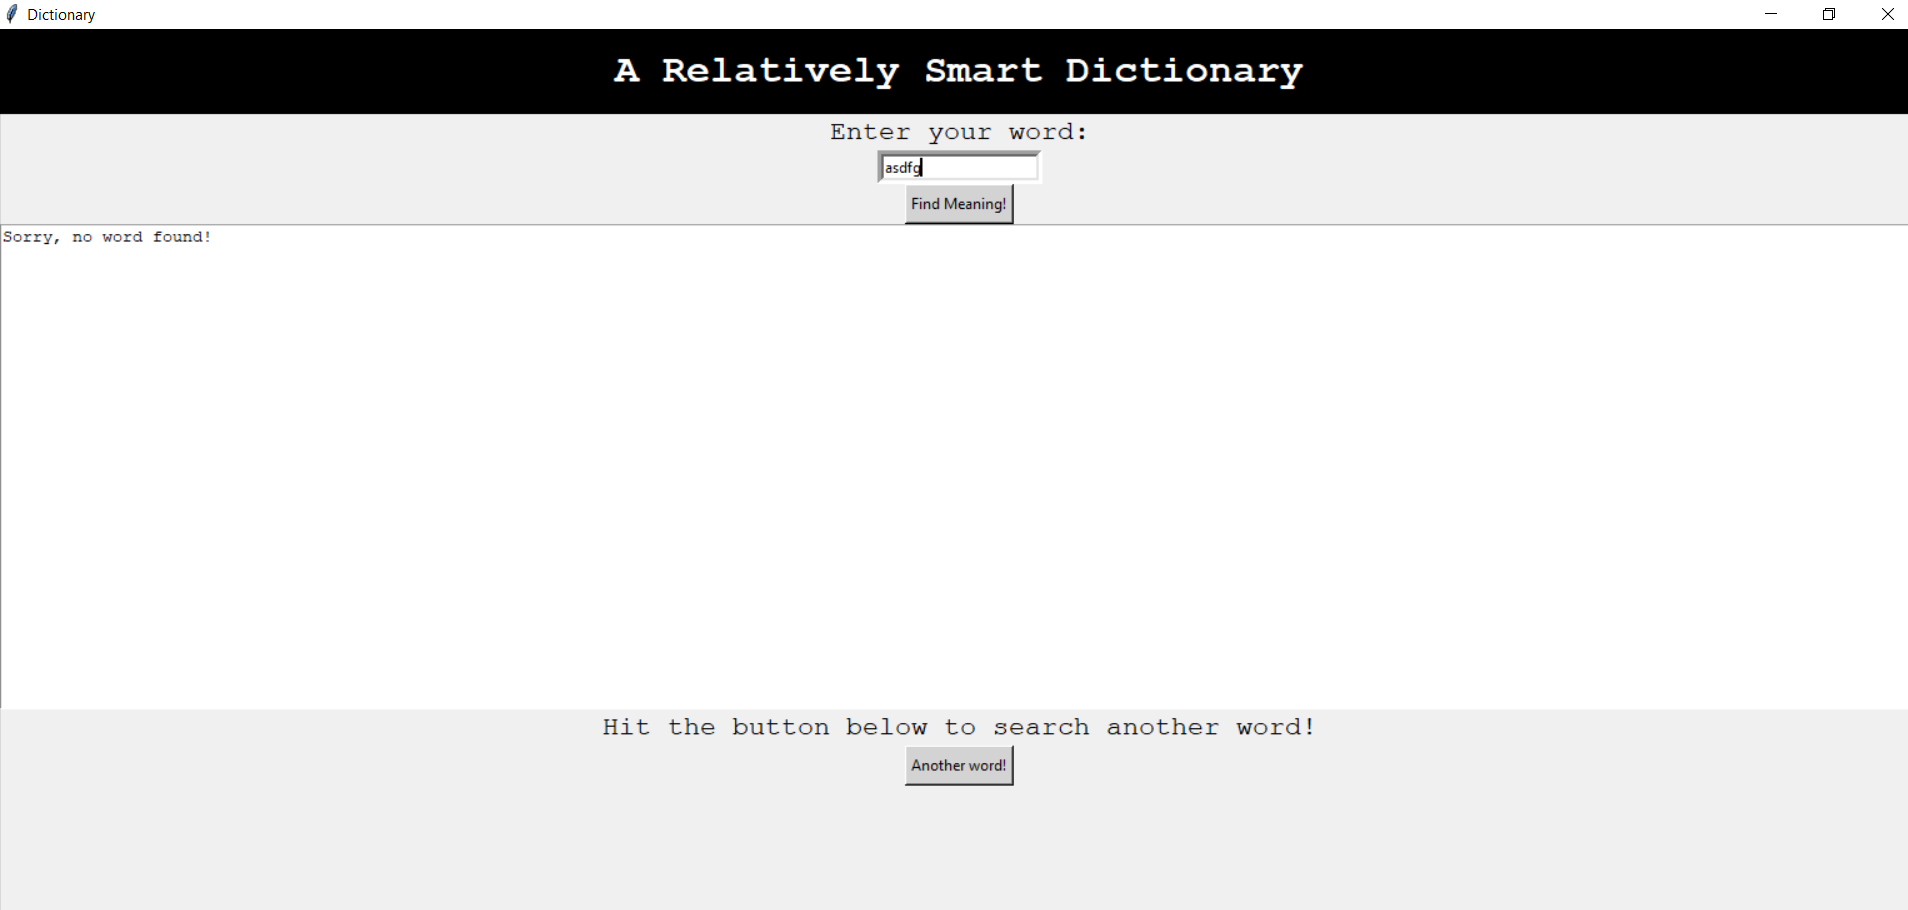 Dictionary
A Relatively Smart Dictionary
Enter your word:
asdfg
Find Meaning!
Sorry, no word found!
Hit the button below to search another word!
Another word!